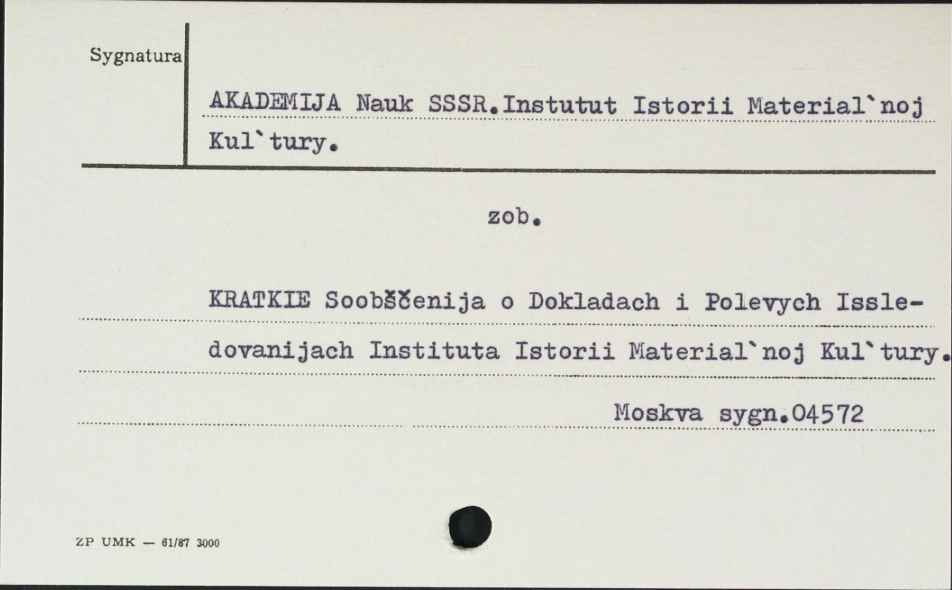 Sygnatura
AKADEMIJA Nauk SSSR.Instutut Istorii Material`noj
Kul`tury.
zob.
KRATKIE Soobščenija o Dokladach i Polevych Issle-
dovanijach Instituta Istorii Material`noj Kul`tury.
Moskva sygn.04572
ZP UMK — 61/87 3000